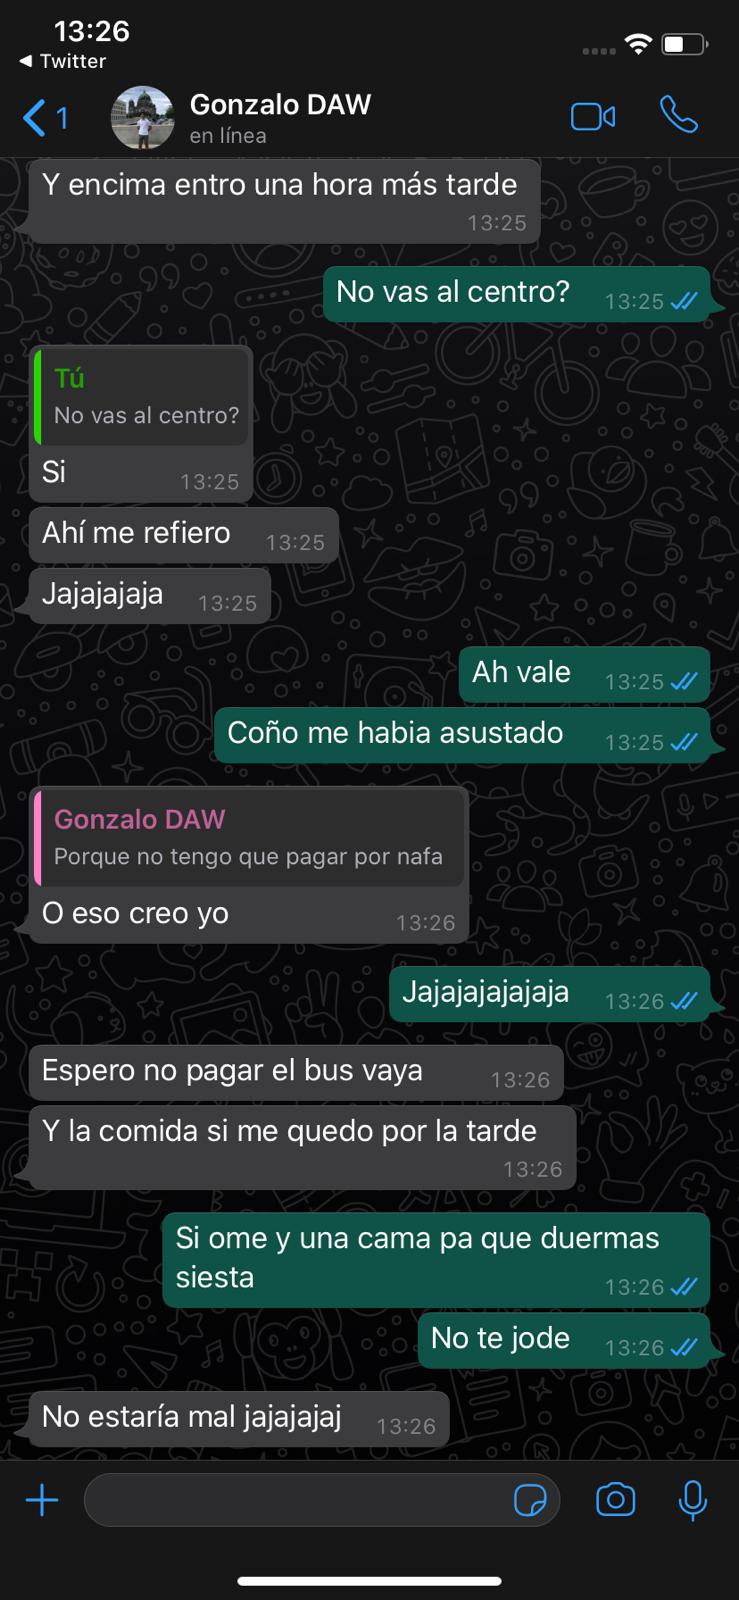 13:26
◀ Twitter
1
Gonzalo DAW
en línea
Y encima entro una hora más tarde
13:25
No vas al centro? 13:25
Tú
No vas al centro?
Si 13:25
Ahí me refiero 13:25
Jajajajaja 13:25
Ah vale 13:25
Coño me habia asustado 13:25
Gonzalo DAW
Porque no tengo que pagar por nafa
O eso creo yo 13:26
Jajajajajajaja 13:26
Espero no pagar el bus vaya 13:26
Y la comida si me quedo por la tarde
13:26
Si ome y una cama pa que duermas
siesta 13:26
No te jode 13:26
No estaría mal jajajajaj 13:26